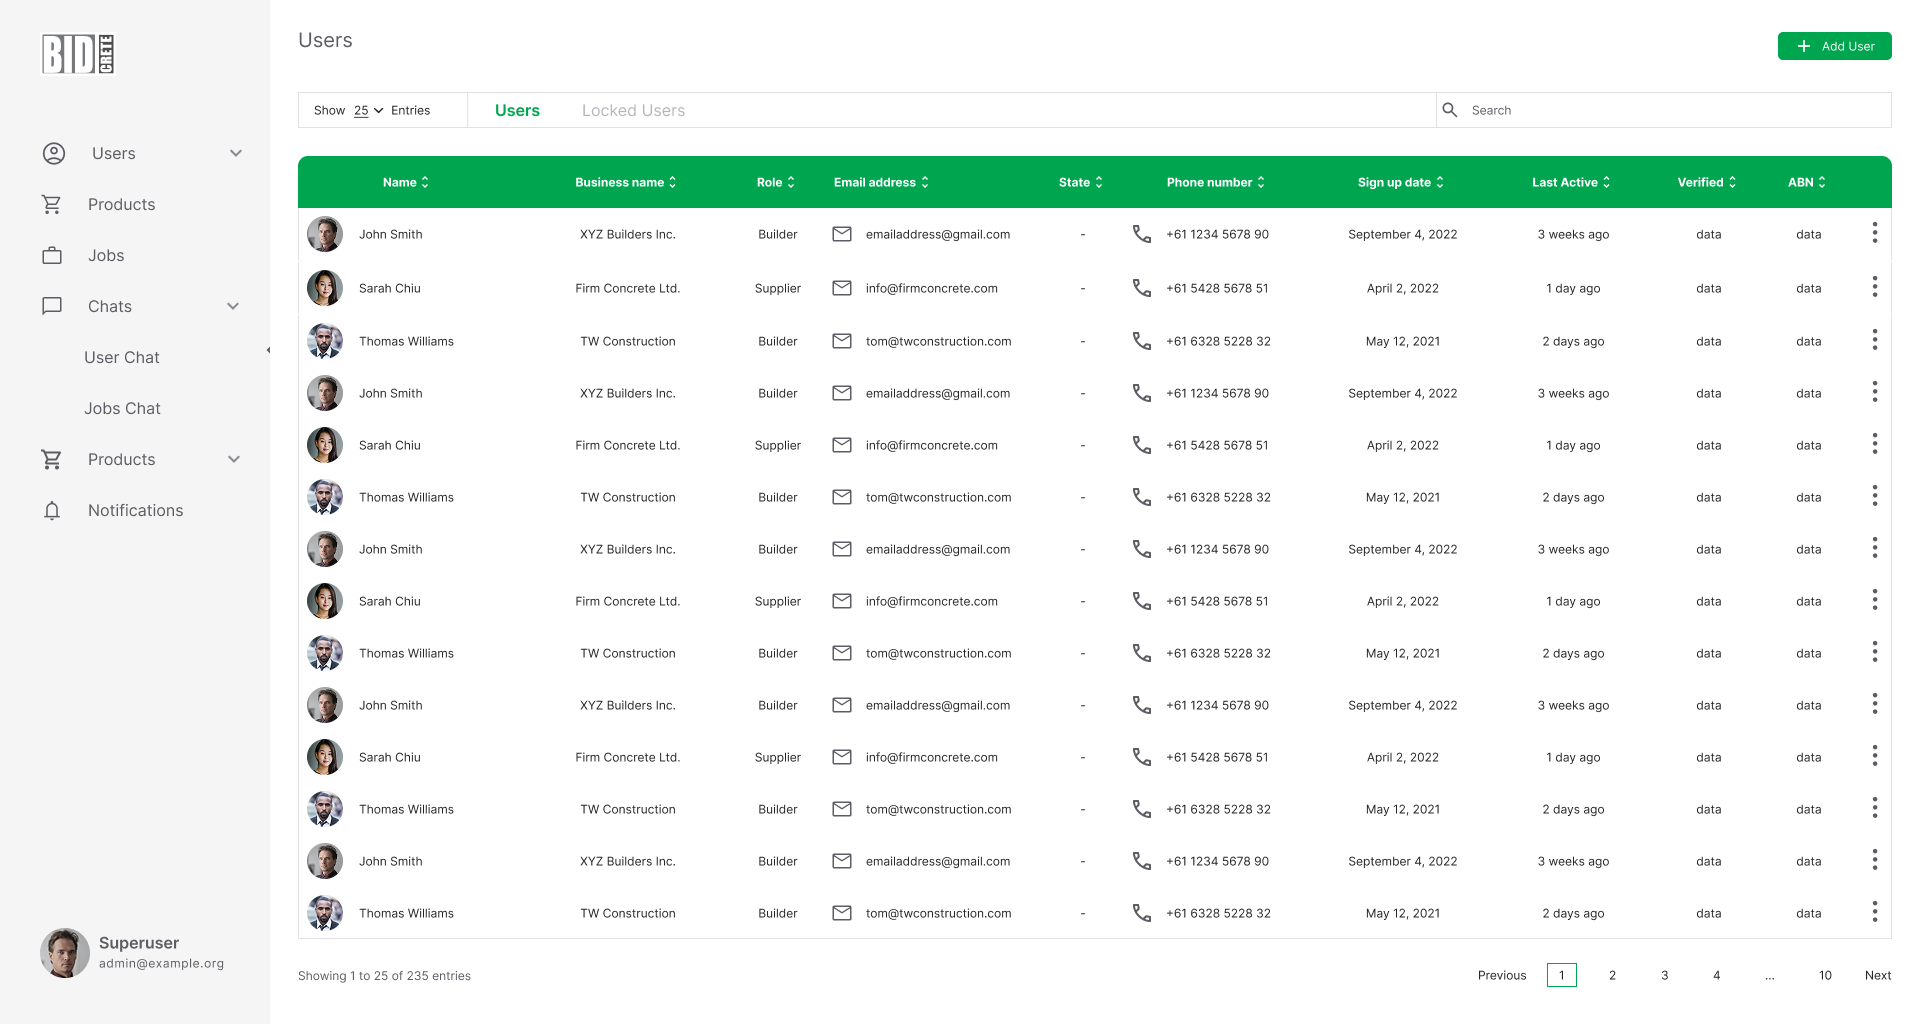 BID CRETE
Users
Products
Jobs
Chats
User Chat
Jobs Chat
Products
Notifications
Superuser
admin@example.org
Users
Add User
Show 25 Entries
Users
Locked Users
Search
Name Business name Role Email address State Phone number Sign up date Last Active Verified ABN
John Smith XYZ Builders Inc. Builder emailaddress@gmail.com - +61 1234 5678 90 September 4, 2022 3 weeks ago data data
Sarah Chiu Firm Concrete Ltd. Supplier info@firmconcrete.com - +61 5428 5678 51 April 2, 2022 1 day ago data data
Thomas Williams TW Construction Builder tom@twconstruction.com - +61 6328 5228 32 May 12, 2021 2 days ago data data
John Smith XYZ Builders Inc. Builder emailaddress@gmail.com - +61 1234 5678 90 September 4, 2022 3 weeks ago data data
Sarah Chiu Firm Concrete Ltd. Supplier info@firmconcrete.com - +61 5428 5678 51 April 2, 2022 1 day ago data data
Thomas Williams TW Construction Builder tom@twconstruction.com - +61 6328 5228 32 May 12, 2021 2 days ago data data
John Smith XYZ Builders Inc. Builder emailaddress@gmail.com - +61 1234 5678 90 September 4, 2022 3 weeks ago data data
Sarah Chiu Firm Concrete Ltd. Supplier info@firmconcrete.com - +61 5428 5678 51 April 2, 2022 1 day ago data data
Thomas Williams TW Construction Builder tom@twconstruction.com - +61 6328 5228 32 May 12, 2021 2 days ago data data
John Smith XYZ Builders Inc. Builder emailaddress@gmail.com - +61 1234 5678 90 September 4, 2022 3 weeks ago data data
Sarah Chiu Firm Concrete Ltd. Supplier info@firmconcrete.com - +61 5428 5678 51 April 2, 2022 1 day ago data data
Thomas Williams TW Construction Builder tom@twconstruction.com - +61 6328 5228 32 May 12, 2021 2 days ago data data
John Smith XYZ Builders Inc. Builder emailaddress@gmail.com - +61 1234 5678 90 September 4, 2022 3 weeks ago data data
Thomas Williams TW Construction Builder tom@twconstruction.com - +61 6328 5228 32 May 12, 2021 2 days ago data data
Showing 1 to 25 of 235 entries
Previous 1 2 3 4 ... 10 Next